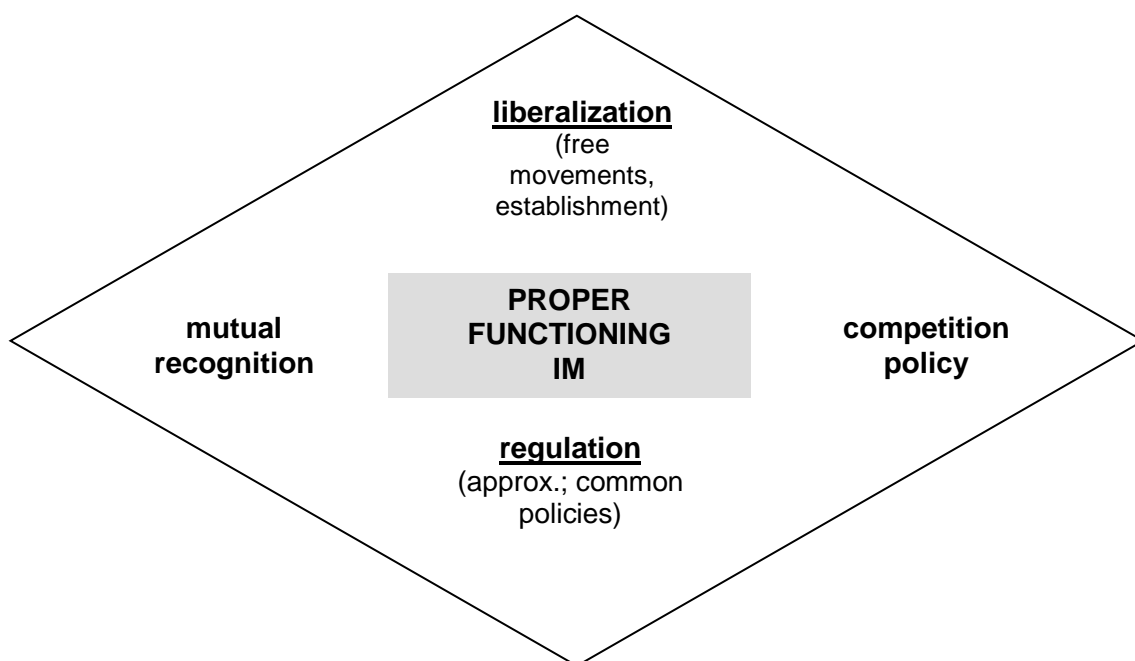 liberalization
(free
movements,
establishment)
mutual
recognition
PROPER
FUNCTIONING
IM
competition
policy
regulation
(approx.; common
policies)